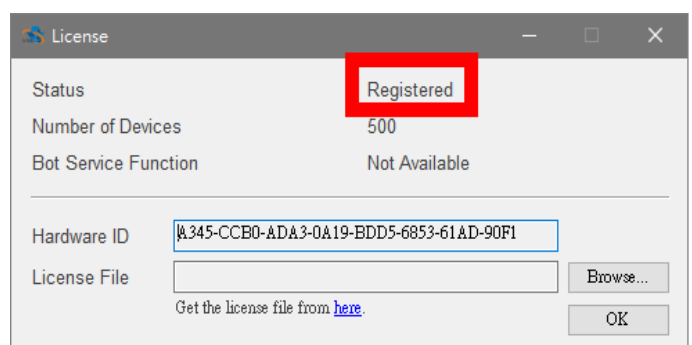 License
Status Registered
Number of Devices 500
Bot Service Function Not Available
Hardware ID A345-CCB0-ADA3-0A19-BDD5-6853-61AD-90F1
License File Browse...
Get the license file from here.
OK